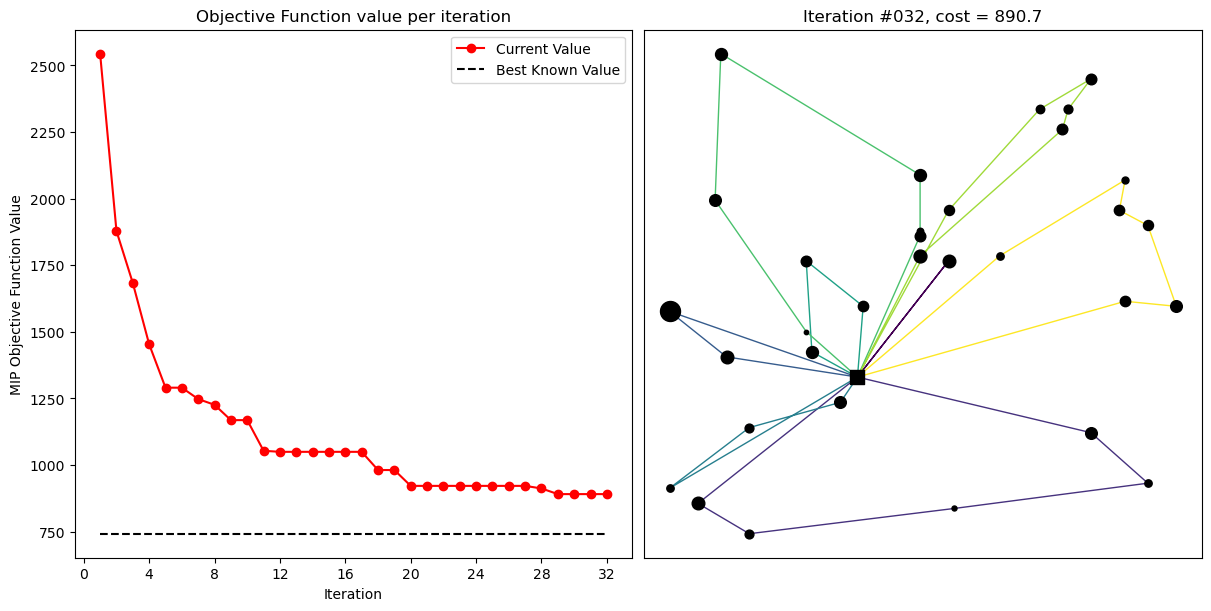 Objective Function value per iteration
Current Value
Best Known Value
MIP Objective Function Value
2500
2250
2000
1750
1500
1250
1000
750
0 4 8 12 16 20 24 28 32
Iteration
Iteration #032, cost = 890.7